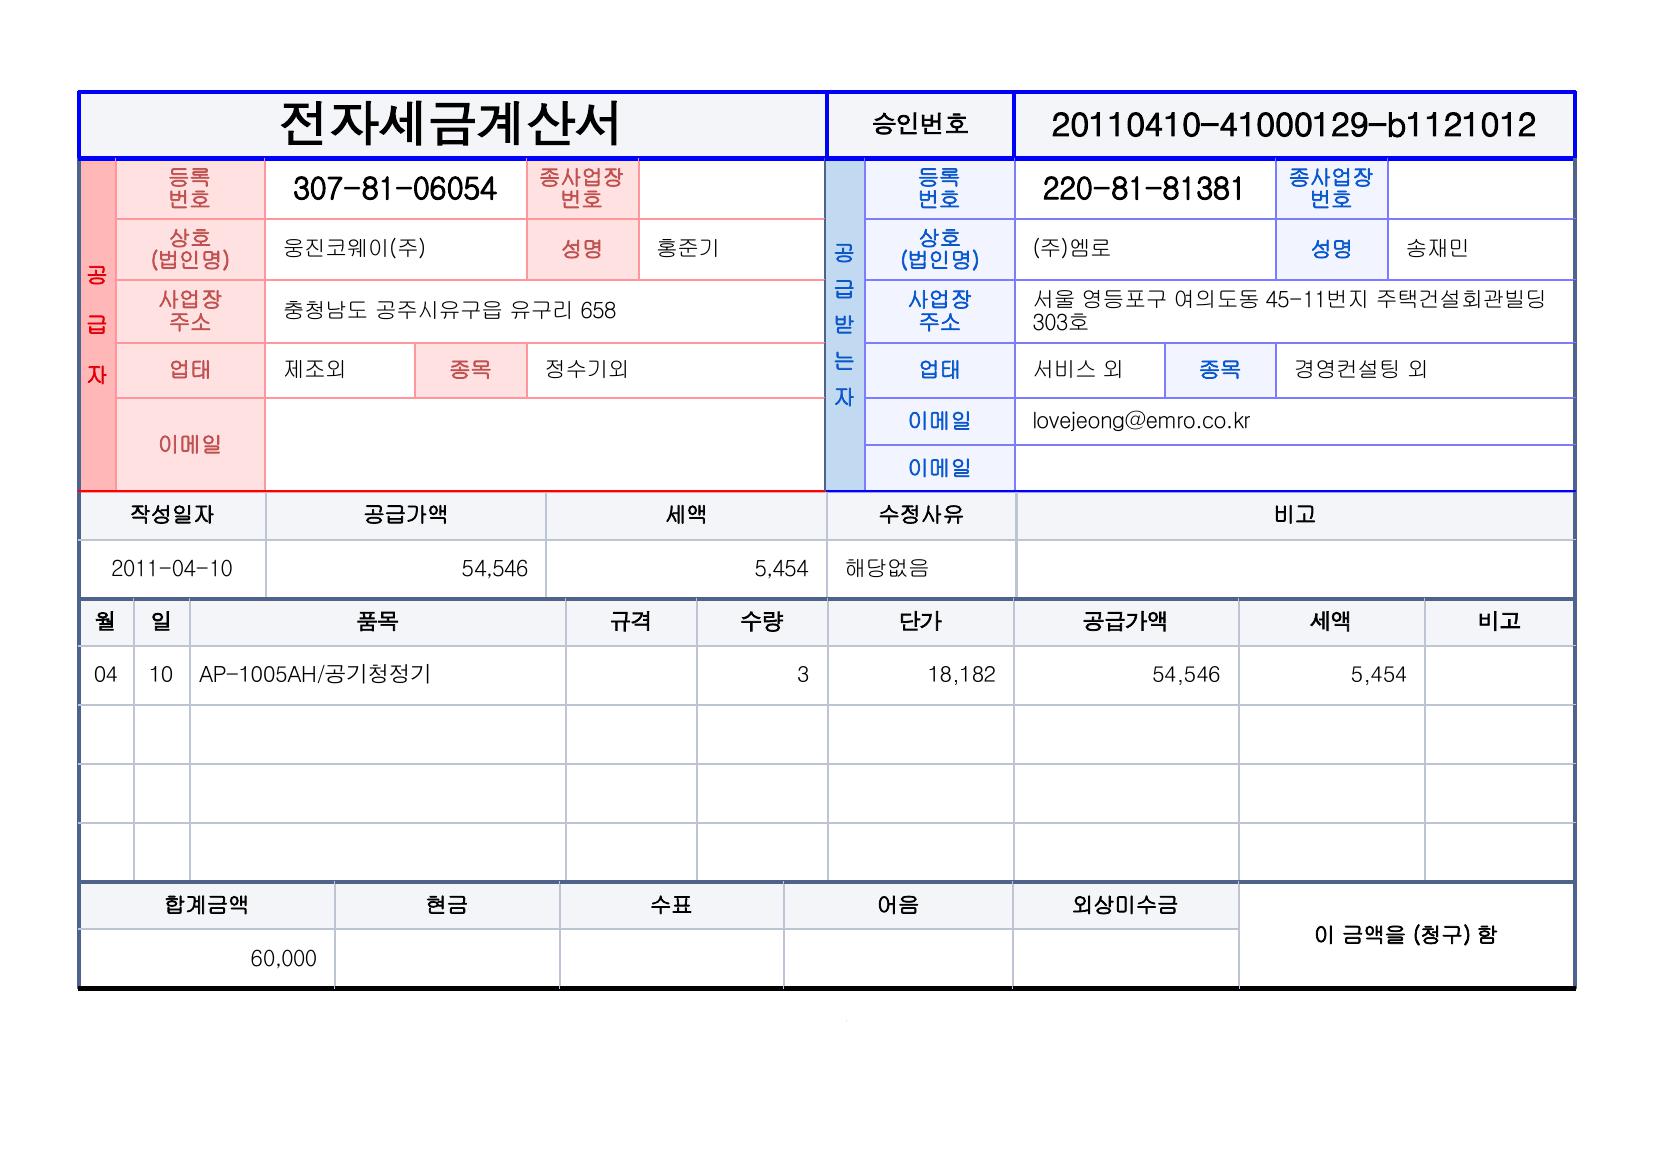 전자세금계산서 승인번호 20110410-41000129-b1121012
공급자
등록번호 307-81-06054 종사업장번호
상호(법인명) 웅진코웨이(주) 성명 홍준기
사업장주소 충청남도 공주시유구읍 유구리 658
업태 제조외 종목 정수기외
이메일
공급받는자
등록번호 220-81-81381 종사업장번호
상호(법인명) (주)엠로 성명 송재민
사업장주소 서울 영등포구 여의도동 45-11번지 주택건설회관빌딩
303호
업태 서비스 외 종목 경영컨설팅 외
이메일 lovejeong@emro.co.kr
이메일
작성일자 공급가액 세액 수정사유 비고
2011-04-10 54,546 5,454 해당없음
월 일 품목 규격 수량 단가 공급가액 세액 비고
04 10 AP-1005AH/공기청정기 3 18,182 54,546 5,454
합계금액 현금 수표 어음 외상미수금 이 금액을 (청구) 함
60,000